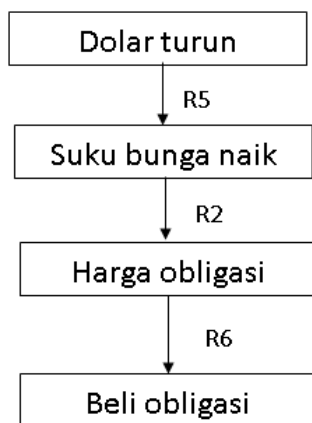 Dolar turun
R5
Suku bunga naik
R2
Harga obligasi
R6
Beli obligasi